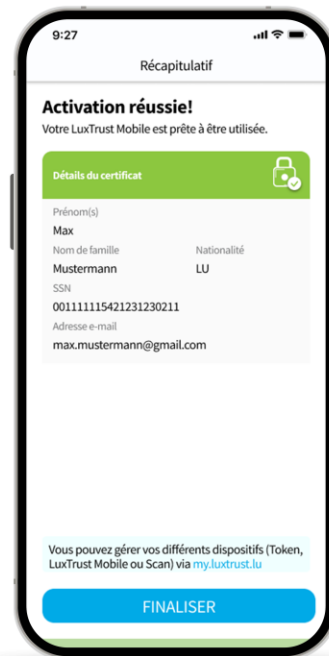 9:27
Récapitulatif
Activation réussie!
Votre LuxTrust Mobile est prête à être utilisée.
Détails du certificat
Prénom(s)
Max
Nom de famille Nationalité
Mustermann LU
SSN
00111111542123123​0211
Adresse e-mail
max.mustermann@gmail.com
Vous pouvez gérer vos différents dispositifs (Token,
LuxTrust Mobile ou Scan) via my.luxtrust.lu
FINALISER